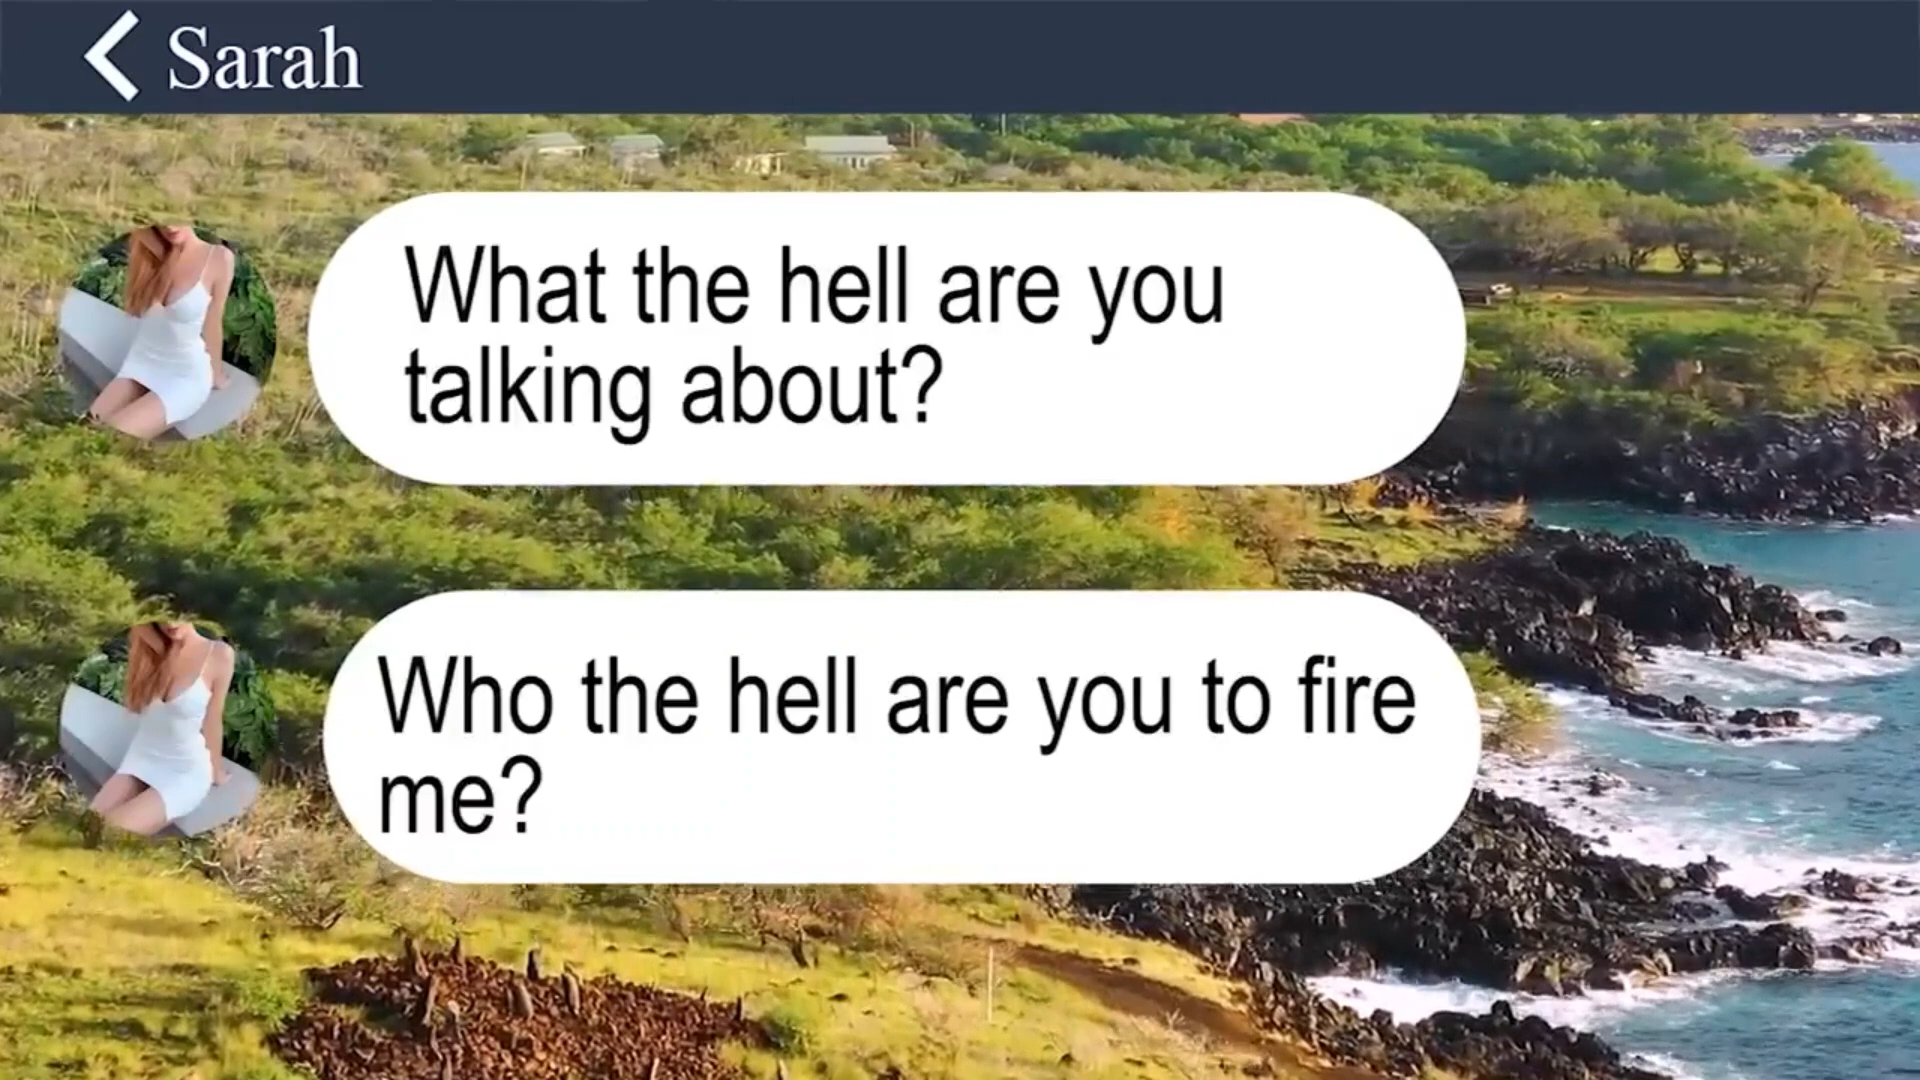 Sarah
What the hell are you
talking about?
Who the hell are you to fire
me?